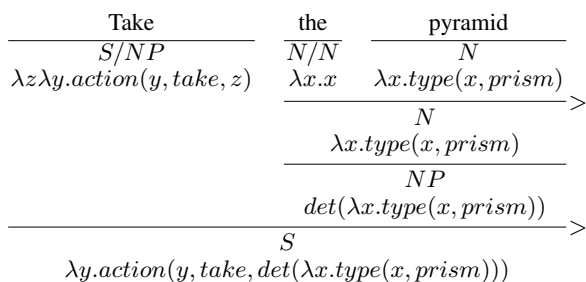 Take the pyramid
S/NP N/N N
λzλy.action(y, take, z) λx.x λx.type(x, prism)
>
N
λx.type(x, prism)
NP
det(λx.type(x, prism))
>
S
λy.action(y, take, det(λx.type(x, prism)))